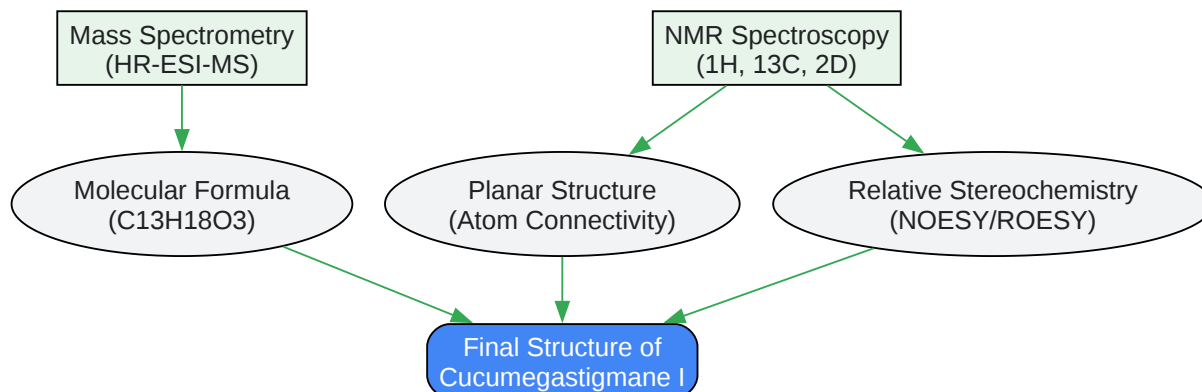 Mass Spectrometry
(HR-ESI-MS)
NMR Spectroscopy
(1H, 13C, 2D)
Molecular Formula
(C13H18O3)
Planar Structure
(Atom Connectivity)
Relative Stereochemistry
(NOESY/ROESY)
Final Structure of
Cucumegastigmane I